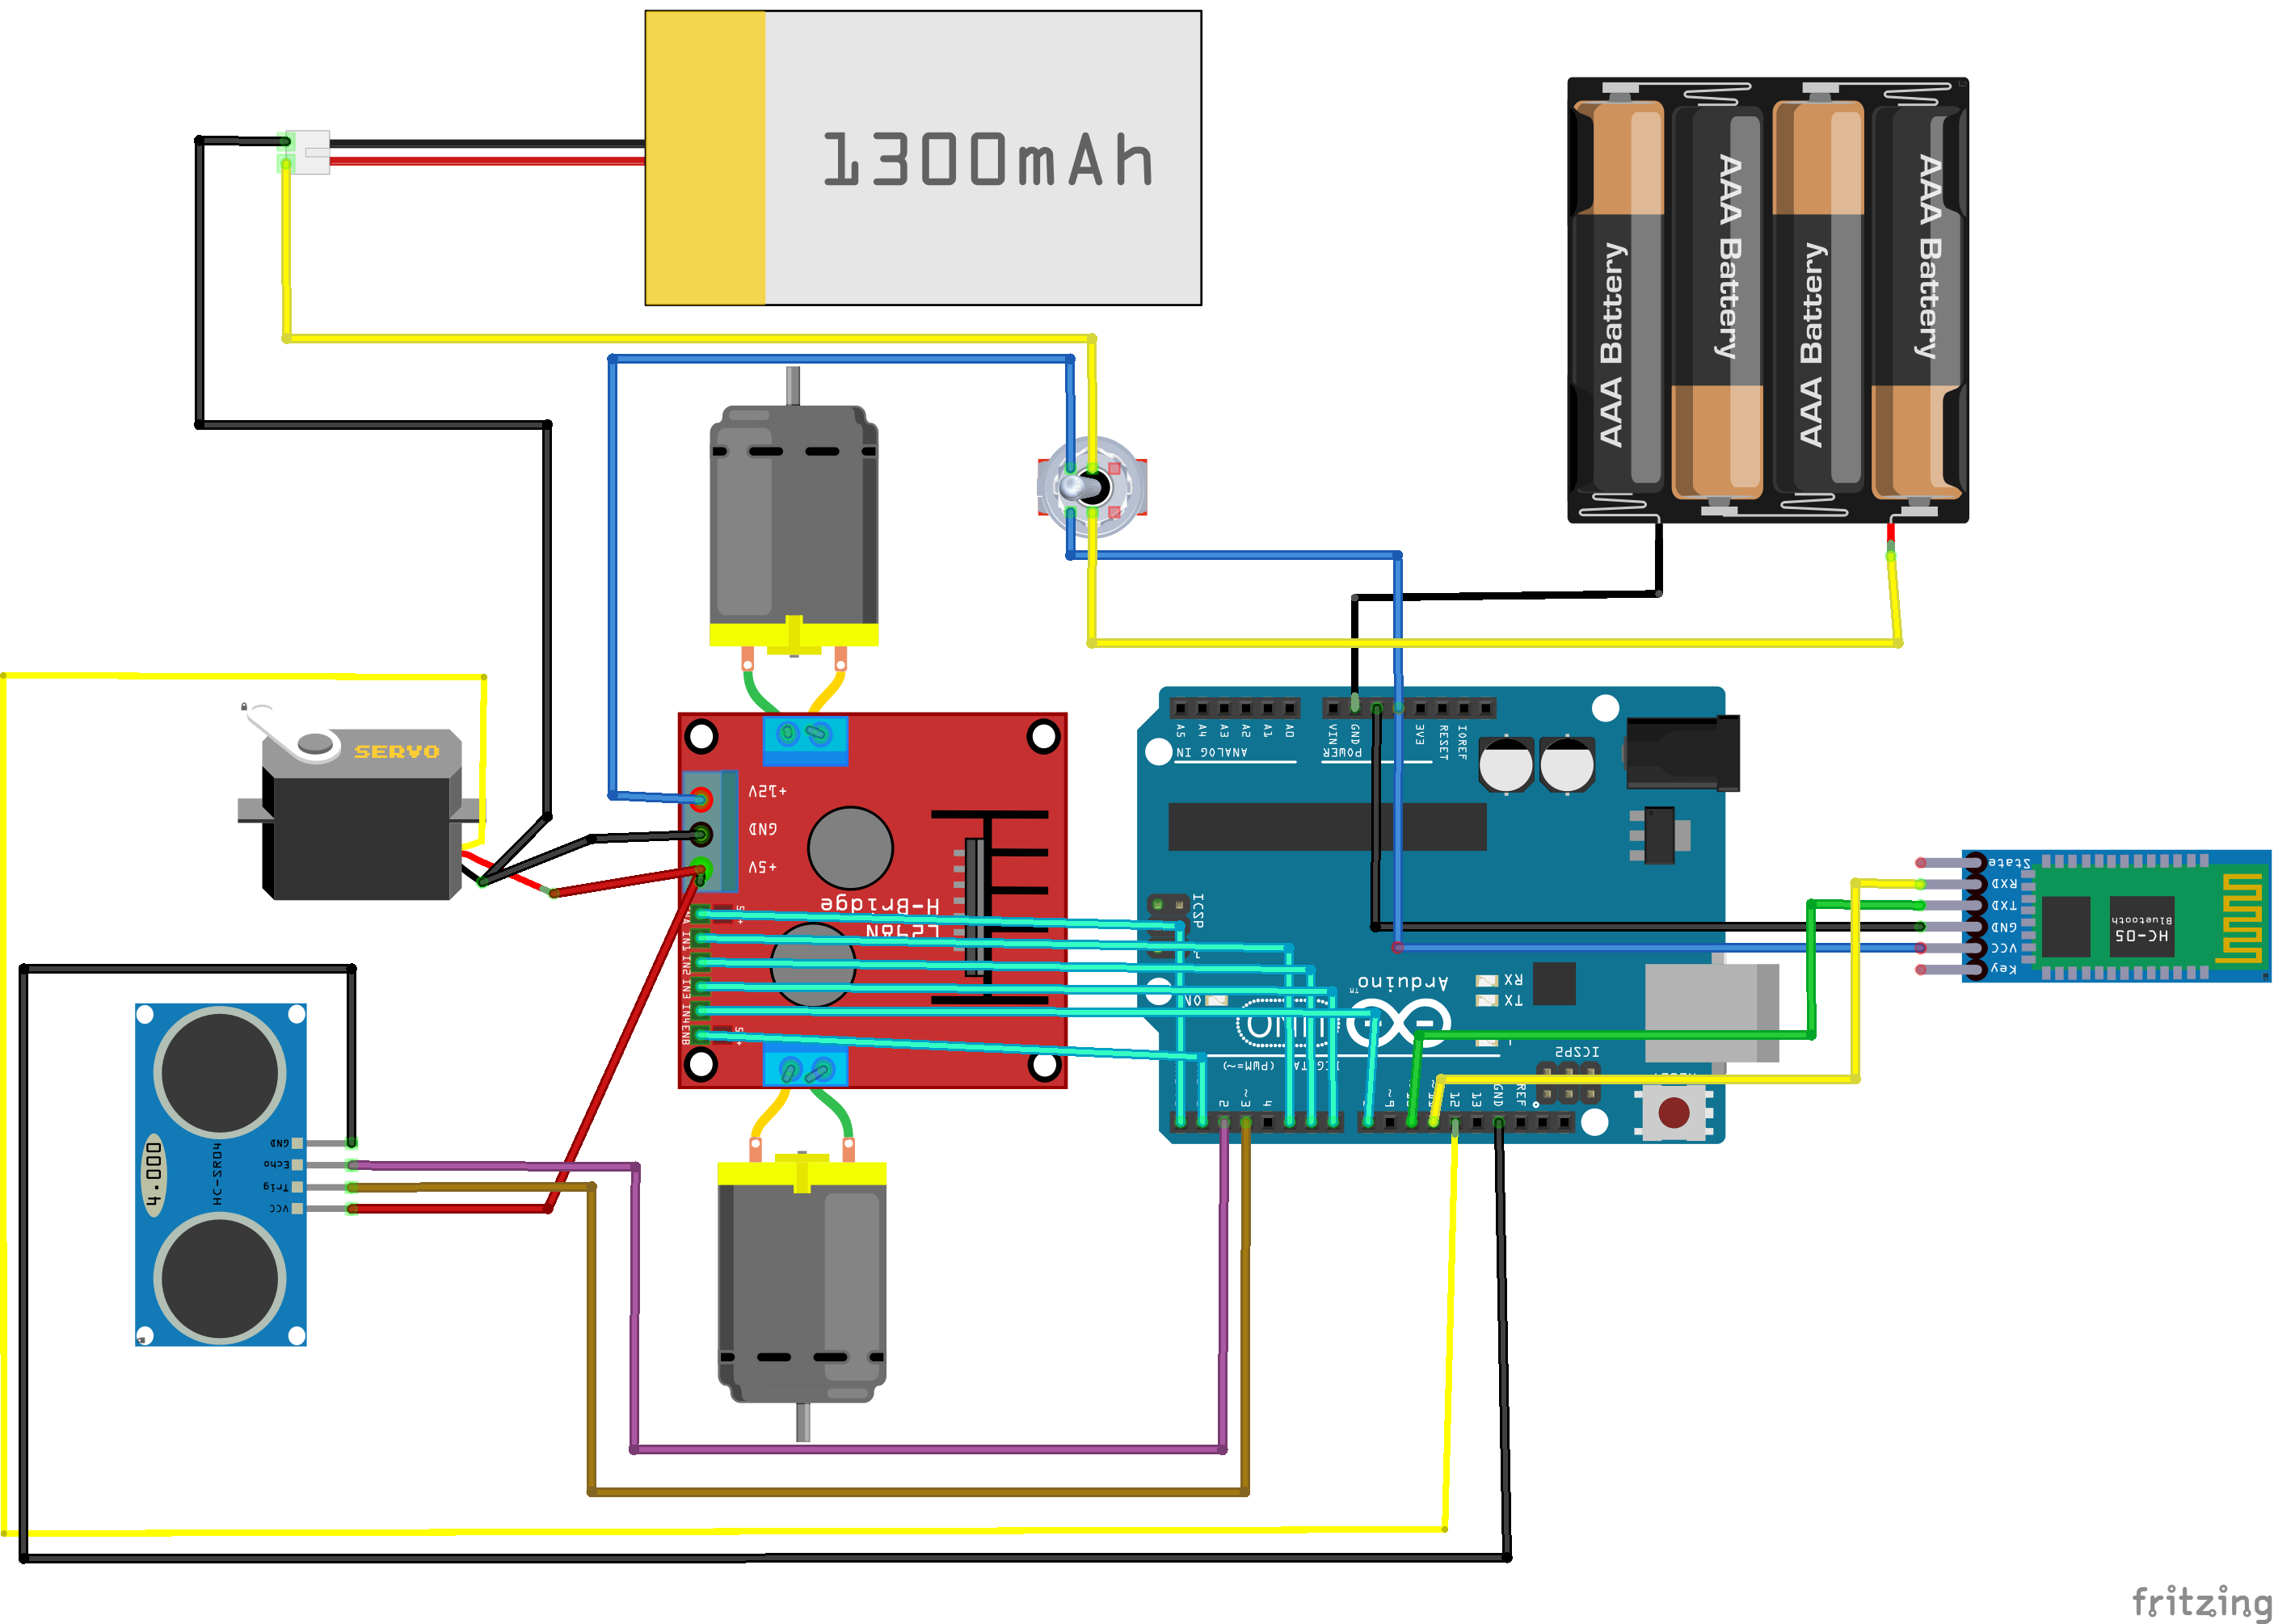 1300mAh
AAA Battery
AAA Battery
AAA Battery
AAA Battery
SERVO
+12V
GND
+5V
H-Bridge
L298N
IN1
IN2
IN3
IN4
ENB
5+
5+
A5
A4
A3
A2
A1
A0
ANALOG IN
VIN
GND
3V3
RESET
IOREF
POWER
ICSP
ON
Arduino
TM
RX
TX
L
ICSP2
(PWM=~)
2
~3
4
~9
12
13
GND
State
RXD
TXD
GND
VCC
Key
Bluetooth
HC-05
4.000
HC-SR04
GND
Echo
Trig
VCC
fritzing